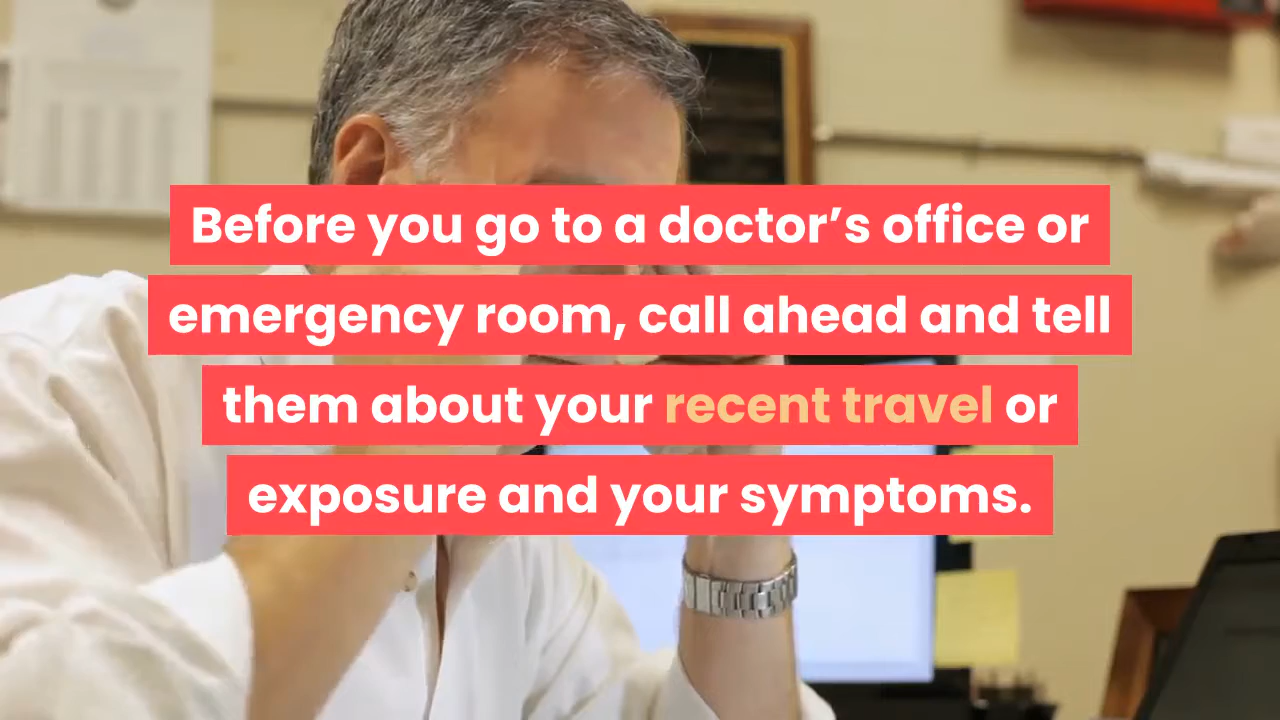 Before you go to a doctor’s office or
emergency room, call ahead and tell
them about your recent travel or
exposure and your symptoms.